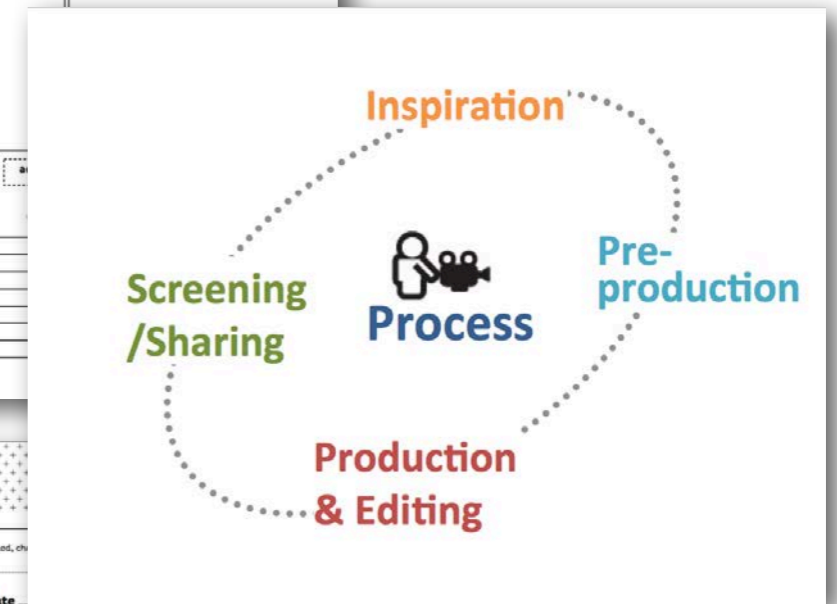 Inspiration
Pre-
production
Screening
/Sharing
Process
Production
& Editing